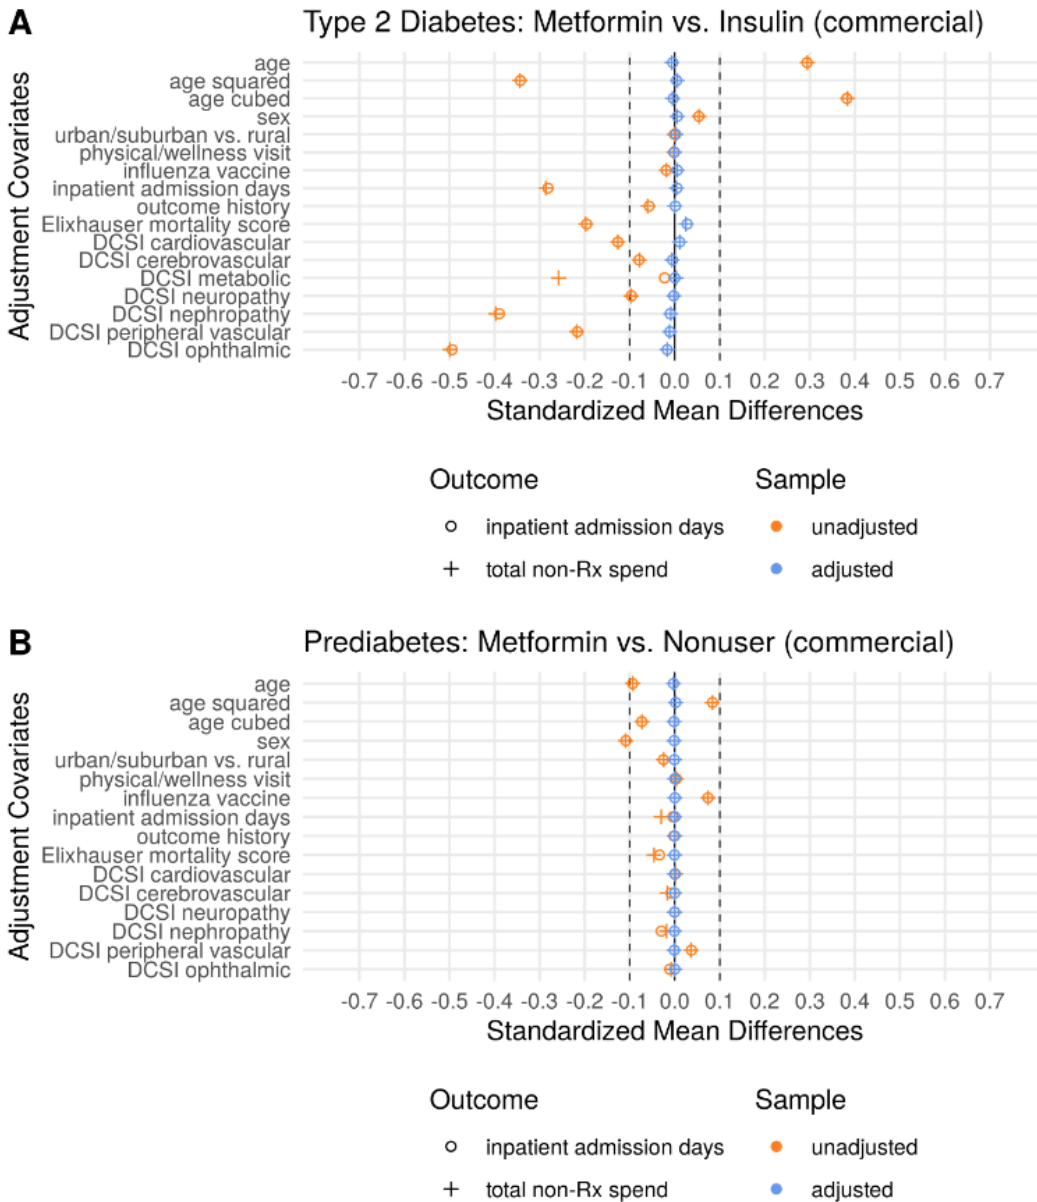 A
Type 2 Diabetes: Metformin vs. Insulin (commercial)
Adjustment Covariates
age
age squared
age cubed
sex
urban/suburban vs. rural
physical/wellness visit
influenza vaccine
inpatient admission days
outcome history
Elixhauser mortality score
DCSI cardiovascular
DCSI cerebrovascular
DCSI metabolic
DCSI neuropathy
DCSI nephropathy
DCSI peripheral vascular
DCSI ophthalmic
-0.7 -0.6 -0.5 -0.4 -0.3 -0.2 -0.1 0.0 0.1 0.2 0.3 0.4 0.5 0.6 0.7
Standardized Mean Differences
Outcome
inpatient admission days
total non-Rx spend
Sample
unadjusted
adjusted
B
Prediabetes: Metformin vs. Nonuser (commercial)
Adjustment Covariates
age
age squared
age cubed
sex
urban/suburban vs. rural
physical/wellness visit
influenza vaccine
inpatient admission days
outcome history
Elixhauser mortality score
DCSI cardiovascular
DCSI cerebrovascular
DCSI neuropathy
DCSI nephropathy
DCSI peripheral vascular
DCSI ophthalmic
-0.7 -0.6 -0.5 -0.4 -0.3 -0.2 -0.1 0.0 0.1 0.2 0.3 0.4 0.5 0.6 0.7
Standardized Mean Differences
Outcome
inpatient admission days
total non-Rx spend
Sample
unadjusted
adjusted